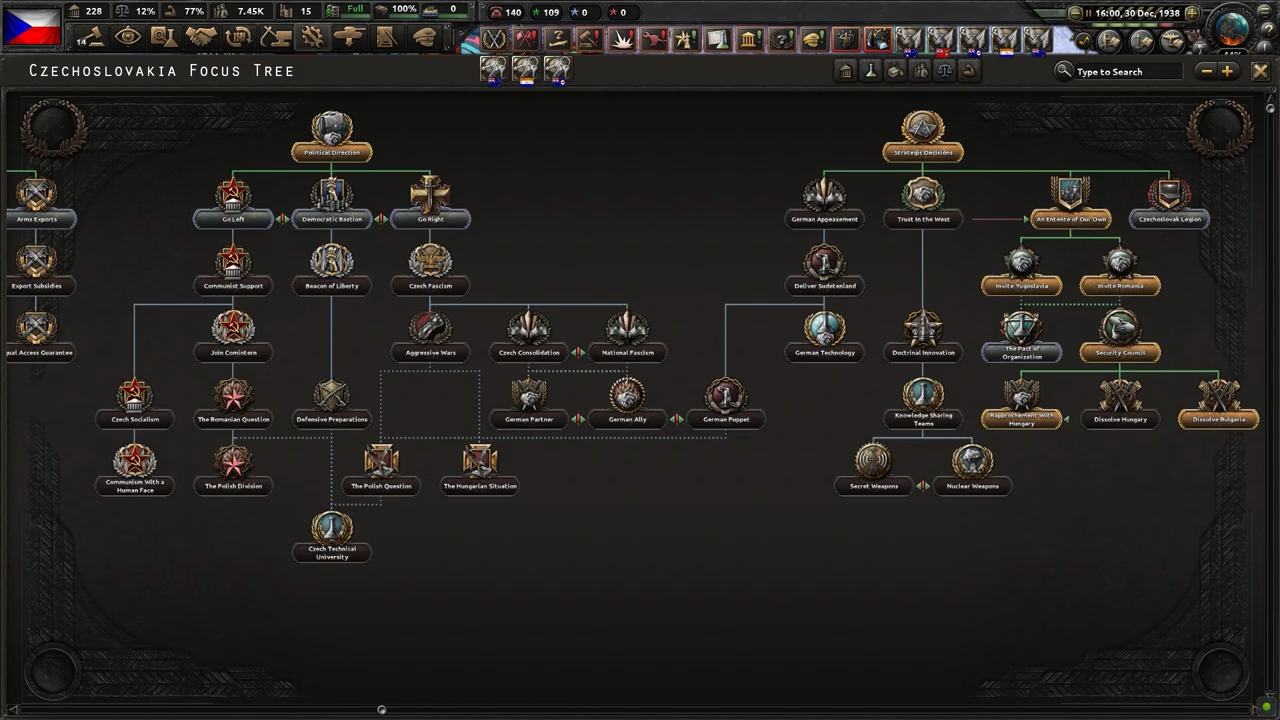 228 12% 77% 7.45K 15 Full 100% 0 140 109 0 0 16:00, 30 Dec, 1938
14
Czechoslovakia Focus Tree
Type to Search
Political Direction
Strategic Decisions
Arms Exports
Go Left
Democratic Bastion
Go Right
German Appeasement
Trust In the West
An Entente of Our Own
Czechoslovak Legion
Export Subsidies
Communist Support
Beacon of Liberty
Czech Fascism
Deliver Sudetenland
Invite Yugoslavia
Invite Romania
ual Access Guarantee
Join Comintern
Aggressive Wars
Czech Consolidation
National Fascism
German Technology
Doctrinal Innovation
The Pact of
Organization
Security Council
Czech Socialism
The Romanian Question
Defensive Preparations
German Partner
German Ally
German Puppet
Knowledge Sharing
Teams
Rapprochement With
Hungary
Dissolve Hungary
Dissolve Bulgaria
Communism With a
Human Face
The Polish Division
The Polish Question
The Hungarian Situation
Secret Weapons
Nuclear Weapons
Czech Technical
University